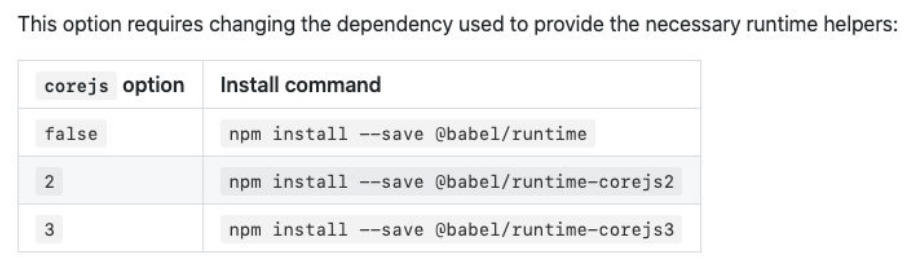 This option requires changing the dependency used to provide the necessary runtime helpers:
corejs option Install command
false npm install --save @babel/runtime
2 npm install --save @babel/runtime-corejs2
3 npm install --save @babel/runtime-corejs3